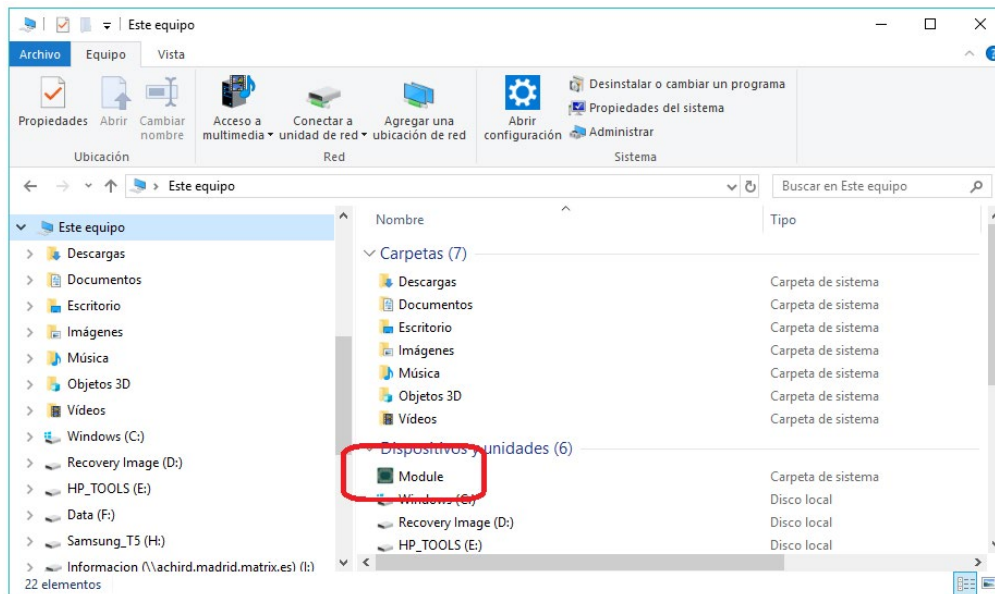 Este equipo
Archivo Equipo Vista
Propiedades Abrir Cambiar nombre
Acceso a multimedia Conectar a unidad de red Agregar una ubicación de red
Abrir configuración
Desinstalar o cambiar un programa
Propiedades del sistema
Administrar
Ubicación Red Sistema
Este equipo
Buscar en Este equipo
Este equipo
Descargas
Documentos
Escritorio
Imágenes
Música
Objetos 3D
Vídeos
Windows (C:)
Recovery Image (D:)
HP_TOOLS (E:)
Data (F:)
Samsung_T5 (H:)
Informacion (\\achird.madrid.matrix.es) (I:)
Nombre Tipo
Carpetas (7)
Descargas Carpeta de sistema
Documentos Carpeta de sistema
Escritorio Carpeta de sistema
Imágenes Carpeta de sistema
Música Carpeta de sistema
Objetos 3D Carpeta de sistema
Vídeos Carpeta de sistema
Dispositivos y unidades (6)
Module Carpeta de sistema
Windows (C:) Disco local
Recovery Image (D:) Disco local
HP_TOOLS (E:) Disco local
22 elementos